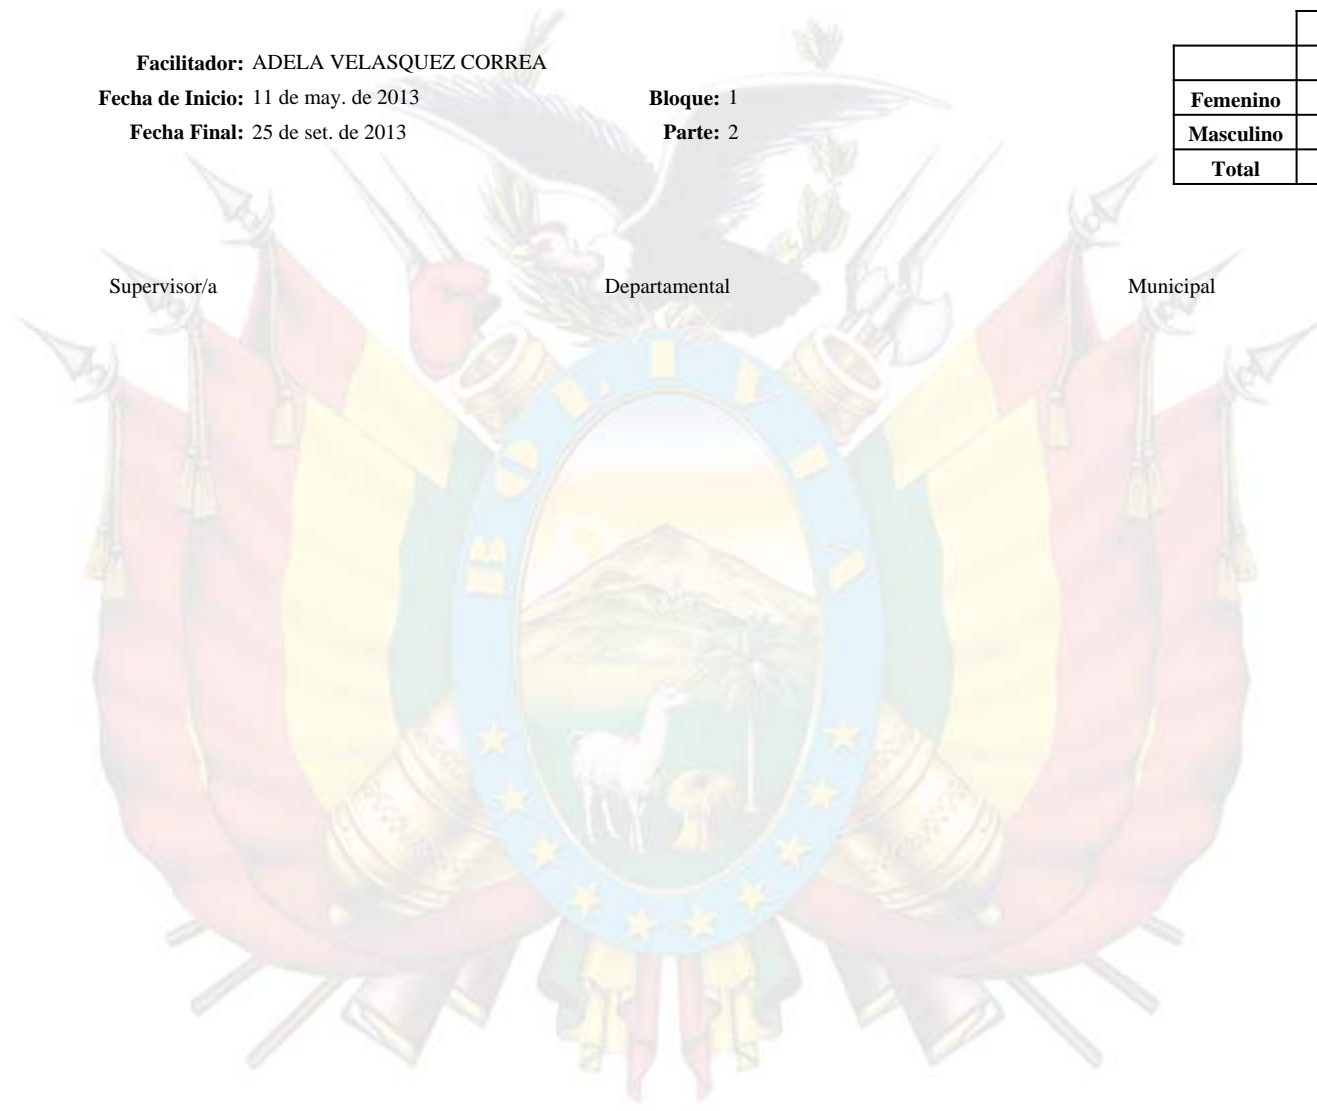 Facilitador: ADELA VELASQUEZ CORREA
Fecha de Inicio: 11 de may. de 2013 Bloque: 1
Femenino
Fecha Final: 25 de set. de 2013 Parte: 2
Masculino
Total
Supervisor/a Departamental Municipal
BOLIVIA